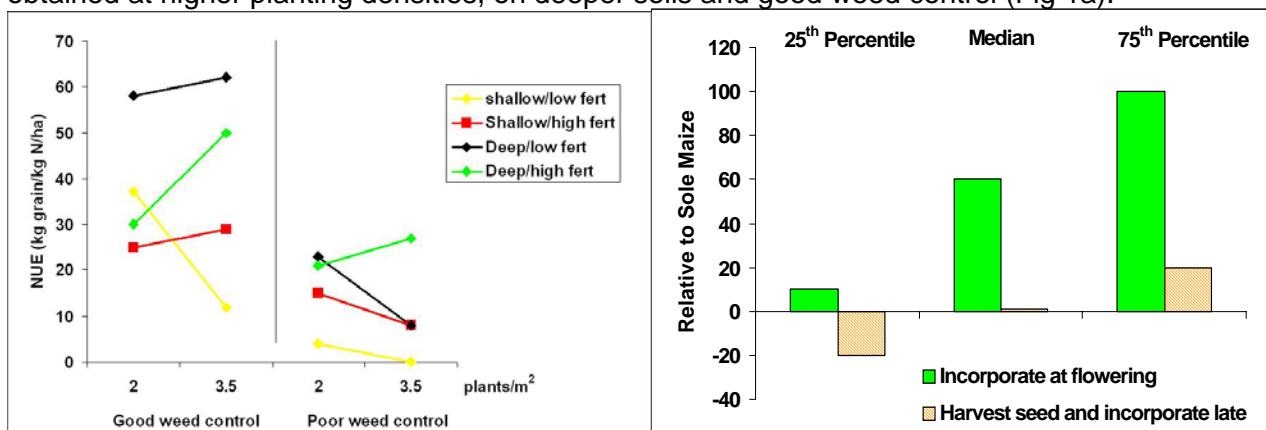 obtained at higher planting densities, on deeper soils and good weed control (Fig 1a).
70
60
50
40
30
20
10
0
NUE (kg grain/kg N/ha)
shallow/low fert
Shallow/high fert
Deep/low fert
Deep/high fert
2 3.5 2 3.5 plants/m²
Good weed control Poor weed control
25th Percentile Median 75th Percentile
120
100
80
60
40
20
0
-20
-40
Relative to Sole Maize
Incorporate at flowering
Harvest seed and incorporate late